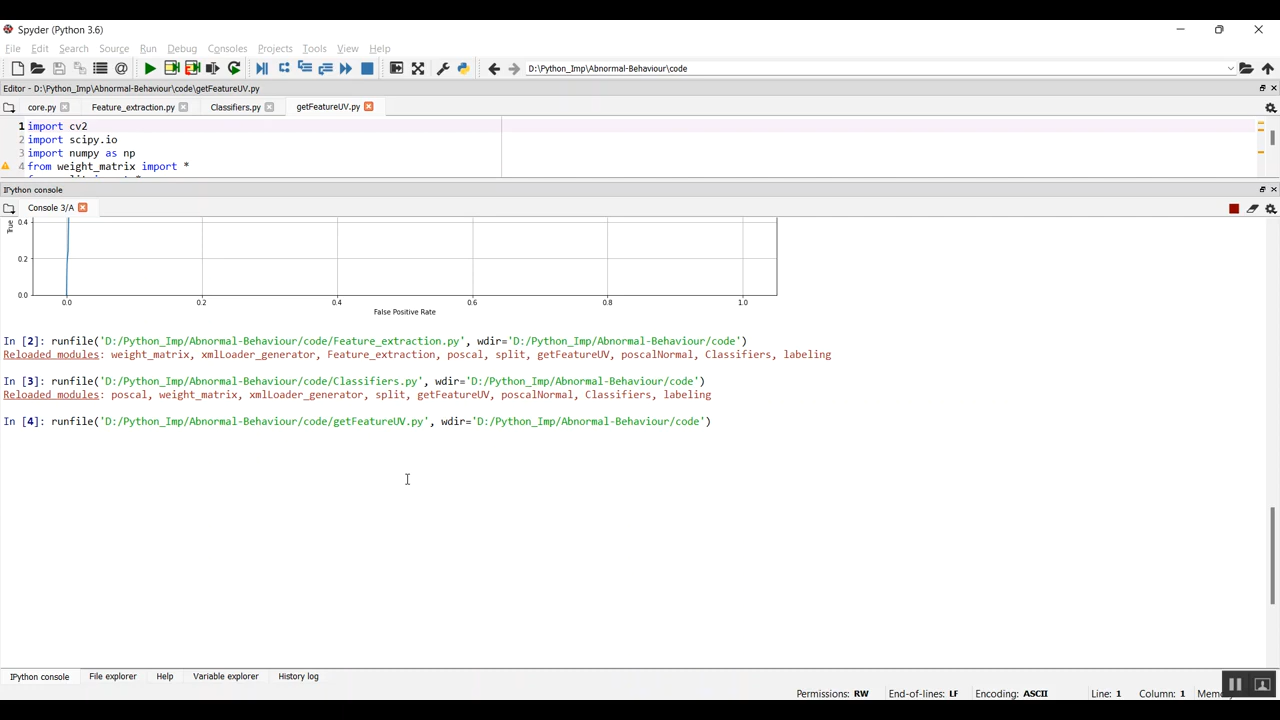 Spyder (Python 3.6)
File Edit Search Source Run Debug Consoles Projects Tools View Help
D:\Python_Imp\Abnormal-Behaviour\code
Editor - D:\Python_Imp\Abnormal-Behaviour\code\getFeatureUV.py
core.py Feature_extraction.py Classifiers.py getFeatureUV.py
1 import cv2
2 import scipy.io
3 import numpy as np
4 from weight_matrix import *
IPython console
Console 3/A
True
0.4
0.2
0.0
0.0 0.2 0.4 0.6 0.8 1.0
False Positive Rate
In [2]: runfile('D:/Python_Imp/Abnormal-Behaviour/code/Feature_extraction.py', wdir='D:/Python_Imp/Abnormal-Behaviour/code')
Reloaded modules: weight_matrix, xmlLoader_generator, Feature_extraction, poscal, split, getFeatureUV, poscalNormal, Classifiers, labeling
In [3]: runfile('D:/Python_Imp/Abnormal-Behaviour/code/Classifiers.py', wdir='D:/Python_Imp/Abnormal-Behaviour/code')
Reloaded modules: poscal, weight_matrix, xmlLoader_generator, split, getFeatureUV, poscalNormal, Classifiers, labeling
In [4]: runfile('D:/Python_Imp/Abnormal-Behaviour/code/getFeatureUV.py', wdir='D:/Python_Imp/Abnormal-Behaviour/code')
IPython console File explorer Help Variable explorer History log
Permissions: RW End-of-lines: LF Encoding: ASCII Line: 1 Column: 1